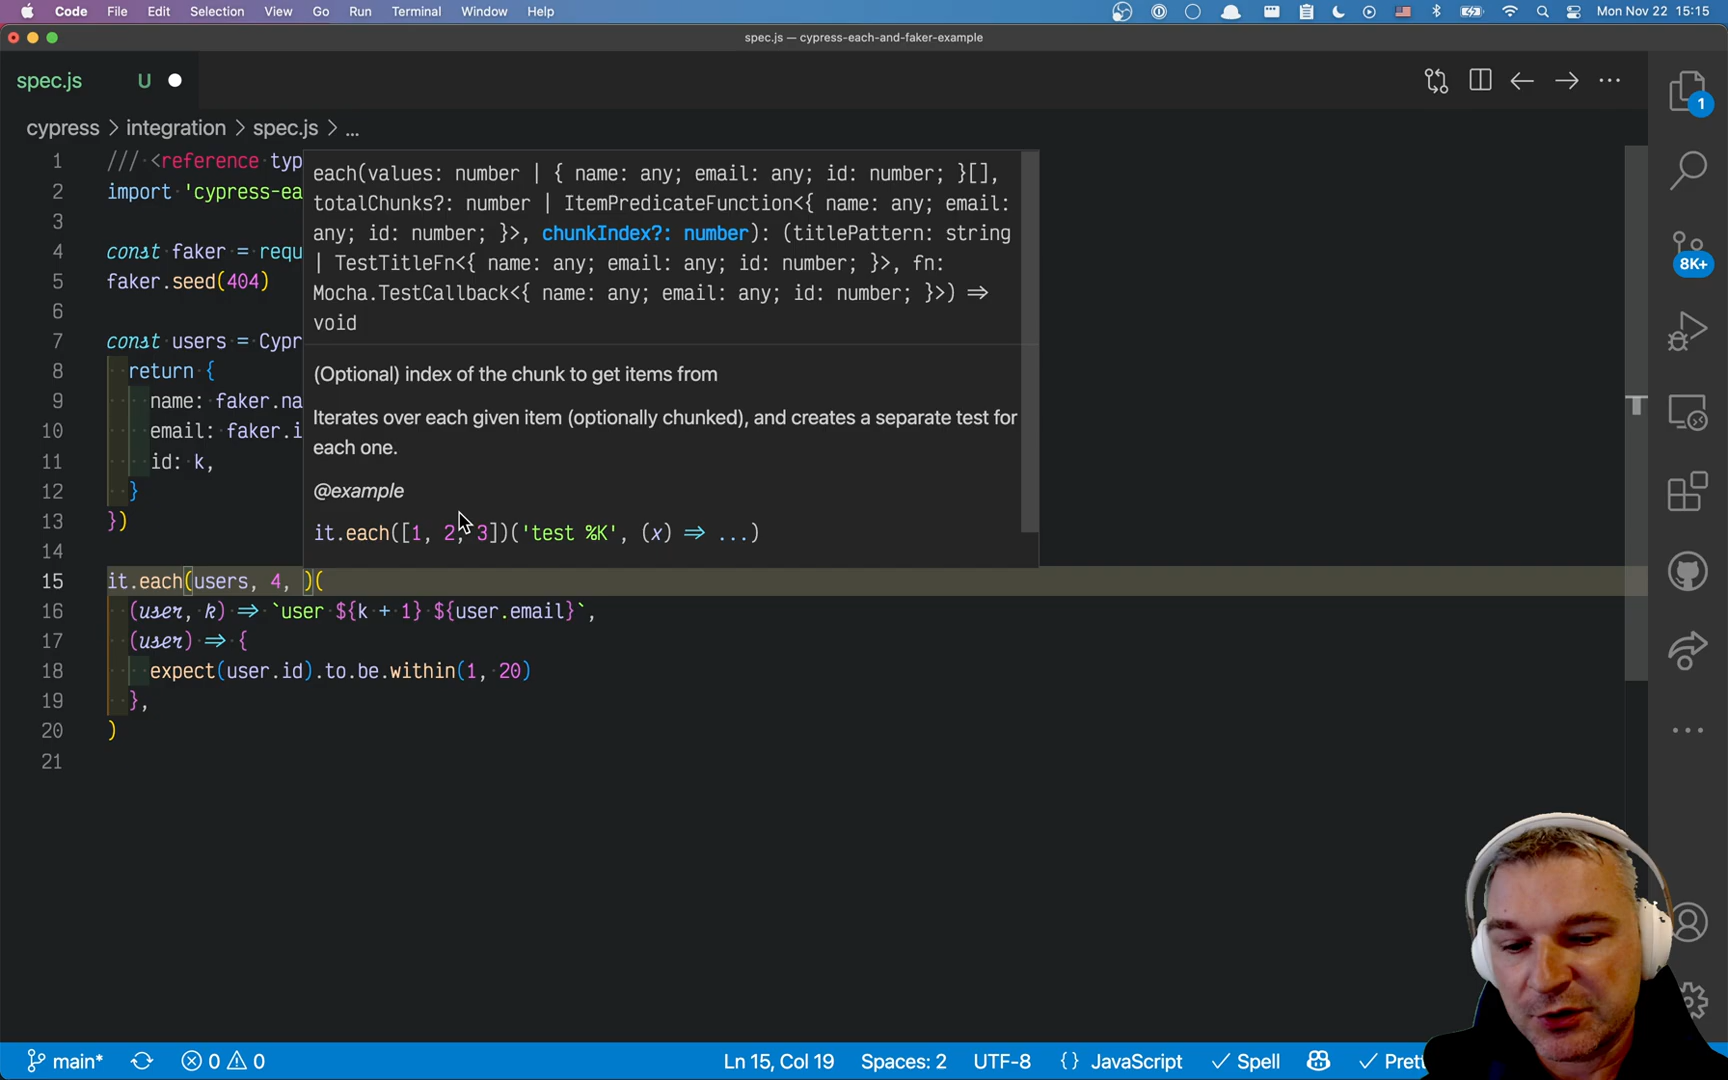 Code File Edit Selection View Go Run Terminal Window Help Mon Nov 22 15:15
spec.js — cypress-each-and-faker-example
spec.js U
cypress > integration > spec.js > ...
1 /// <reference typ
2 import 'cypress-ea
3
4 const faker = requ
5 faker.seed(404)
6
7 const users = Cypr
8 return {
9 name: faker.na
10 email: faker.i
11 id: k,
12 }
13 })
14
15 it.each(users, 4, )(
16 (user, k) => `user ${k + 1} ${user.email}`,
17 (user) => {
18 expect(user.id).to.be.within(1, 20)
19 },
20 )
21
each(values: number | { name: any; email: any; id: number; }[],
totalChunks?: number | ItemPredicateFunction<{ name: any; email:
any; id: number; }>, chunkIndex?: number): (titlePattern: string
| TestTitleFn<{ name: any; email: any; id: number; }>, fn:
Mocha.TestCallback<{ name: any; email: any; id: number; }>) =>
void
(Optional) index of the chunk to get items from
Iterates over each given item (optionally chunked), and creates a separate test for
each one.
@example
it.each([1, 2, 3])('test %K', (x) => ...)
1
8K+
main* 0 0 Ln 15, Col 19 Spaces: 2 UTF-8 {} JavaScript Spell Prett